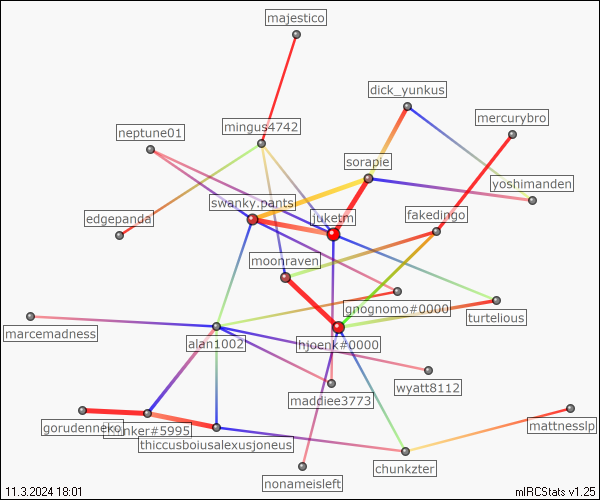 majestico
dick_yunkus
mercurybro
mingus4742
neptune01
sorapie
yoshimanden
swanky.pants
juketm
fakedingo
edgepanda
moonraven
gnognomo#0000
turtelious
marcemadness
alan1002
hjoenk#0000
wyatt8112
maddiee3773
gorudenneko
#5995
mattnesslp
thiccusboiusalexusjoneus
chunkzter
nonameisleft
11.3.2024 18:01
mIRCStats v1.25